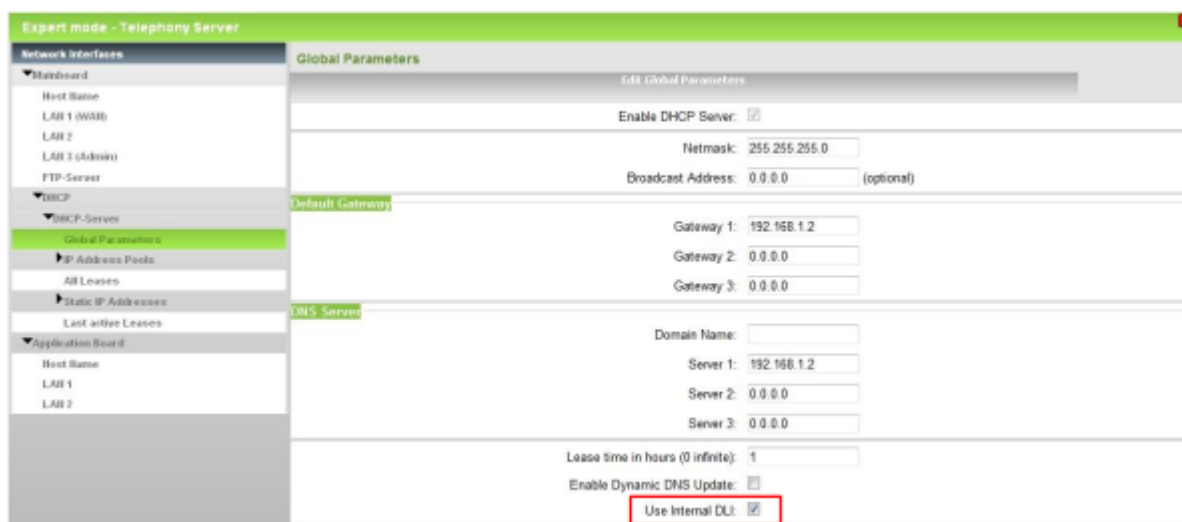 Expert mode - Telephony Server
Network Interfaces
Mainboard
Host Name
LAN 1 (WAN)
LAN 2
LAN 3 (Admin)
FTP-Server
DHCP
DHCP-Server
Global Parameters
IP Address Pools
All Leases
Static IP Addresses
Last active Leases
Application Board
Host Name
LAN 1
LAN 2
Global Parameters
Edit Global Parameters
Enable DHCP Server:
Netmask: 255.255.255.0
Broadcast Address: 0.0.0.0 (optional)
Default Gateway
Gateway 1: 192.168.1.2
Gateway 2: 0.0.0.0
Gateway 3: 0.0.0.0
DNS Server
Domain Name:
Server 1: 192.168.1.2
Server 2: 0.0.0.0
Server 3: 0.0.0.0
Lease time in hours (0 infinite): 1
Enable Dynamic DNS Update:
Use Internal DLI: